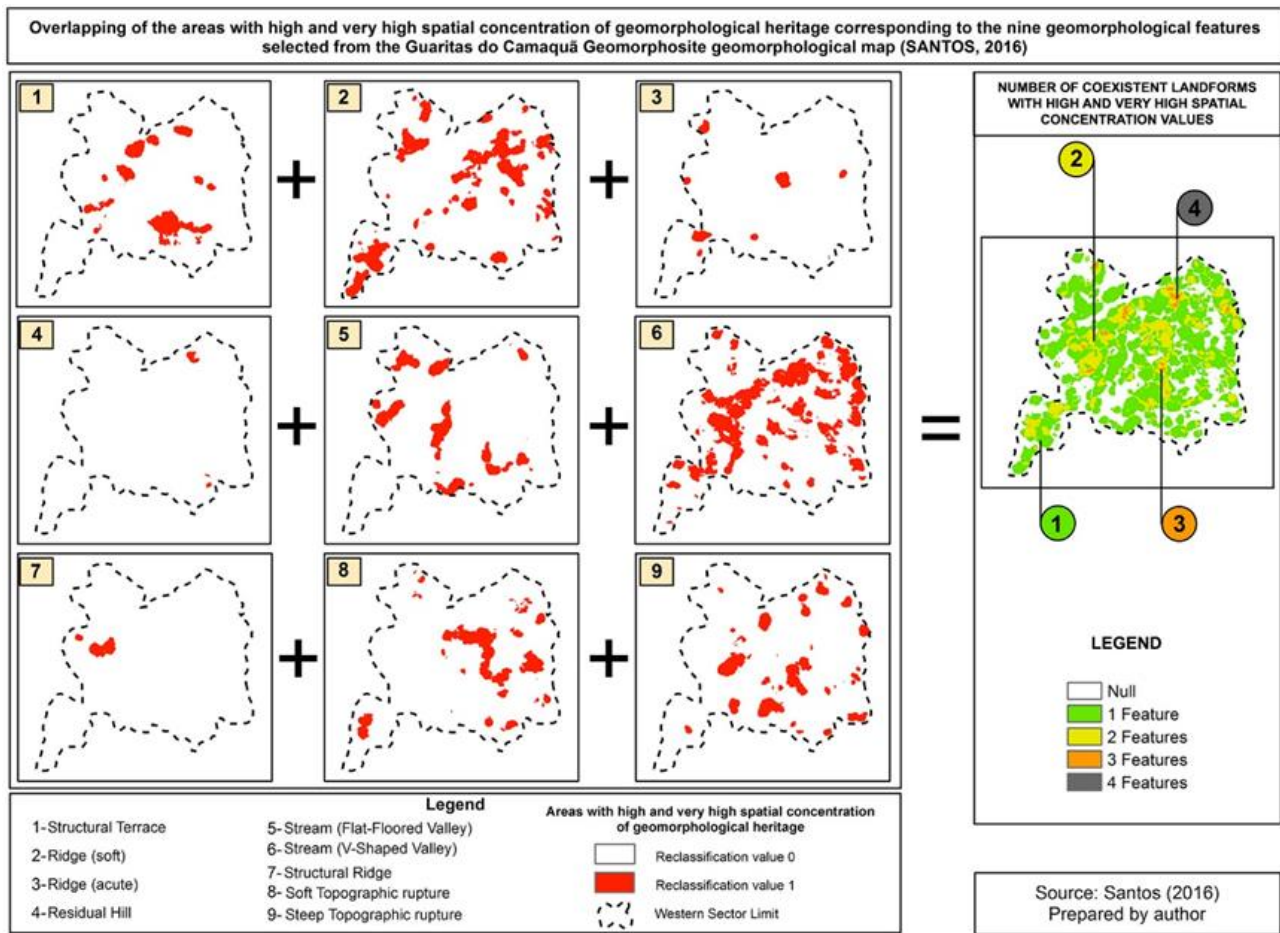 Overlapping of the areas with high and very high spatial concentration of geomorphological heritage corresponding to the nine geomorphological features
selected from the Guaritas do Camaquã Geomorphosite geomorphological map (SANTOS, 2016)
1
2
3
+
+
4
5
6
+
+
7
8
9
+
+
=
NUMBER OF COEXISTENT LANDFORMS
WITH HIGH AND VERY HIGH SPATIAL
CONCENTRATION VALUES
2
4
1
3
LEGEND
Null
1 Feature
2 Features
3 Features
4 Features
Legend
1-Structural Terrace
2-Ridge (soft)
3-Ridge (acute)
4-Residual Hill
5-Stream (Flat-Floored Valley)
6-Stream (V-Shaped Valley)
7-Structural Ridge
8- Soft Topographic rupture
9- Steep Topographic rupture
Areas with high and very high spatial concentration
of geomorphological heritage
Reclassification value 0
Reclassification value 1
Western Sector Limit
Source: Santos (2016)
Prepared by author